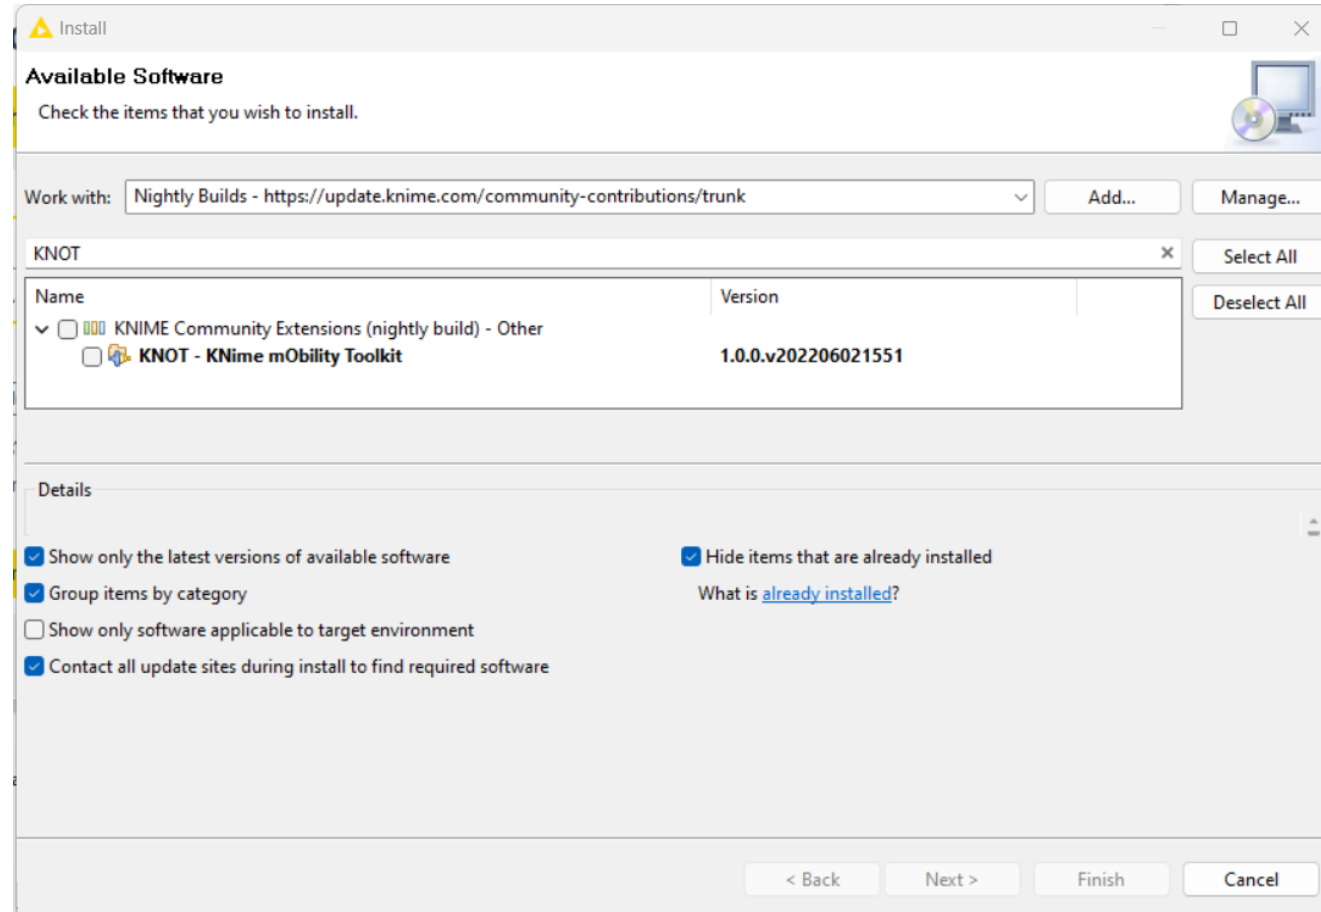 Install
Available Software
Check the items that you wish to install.
Work with: Nightly Builds - https://update.knime.com/community-contributions/trunk Add... Manage...
KNOT Select All
Name Version Deselect All
KNIME Community Extensions (nightly build) - Other
KNOT - KNime mObility Toolkit 1.0.0.v202206021551
Details
Show only the latest versions of available software Hide items that are already installed
Group items by category What is already installed?
Show only software applicable to target environment
Contact all update sites during install to find required software
< Back Next > Finish Cancel